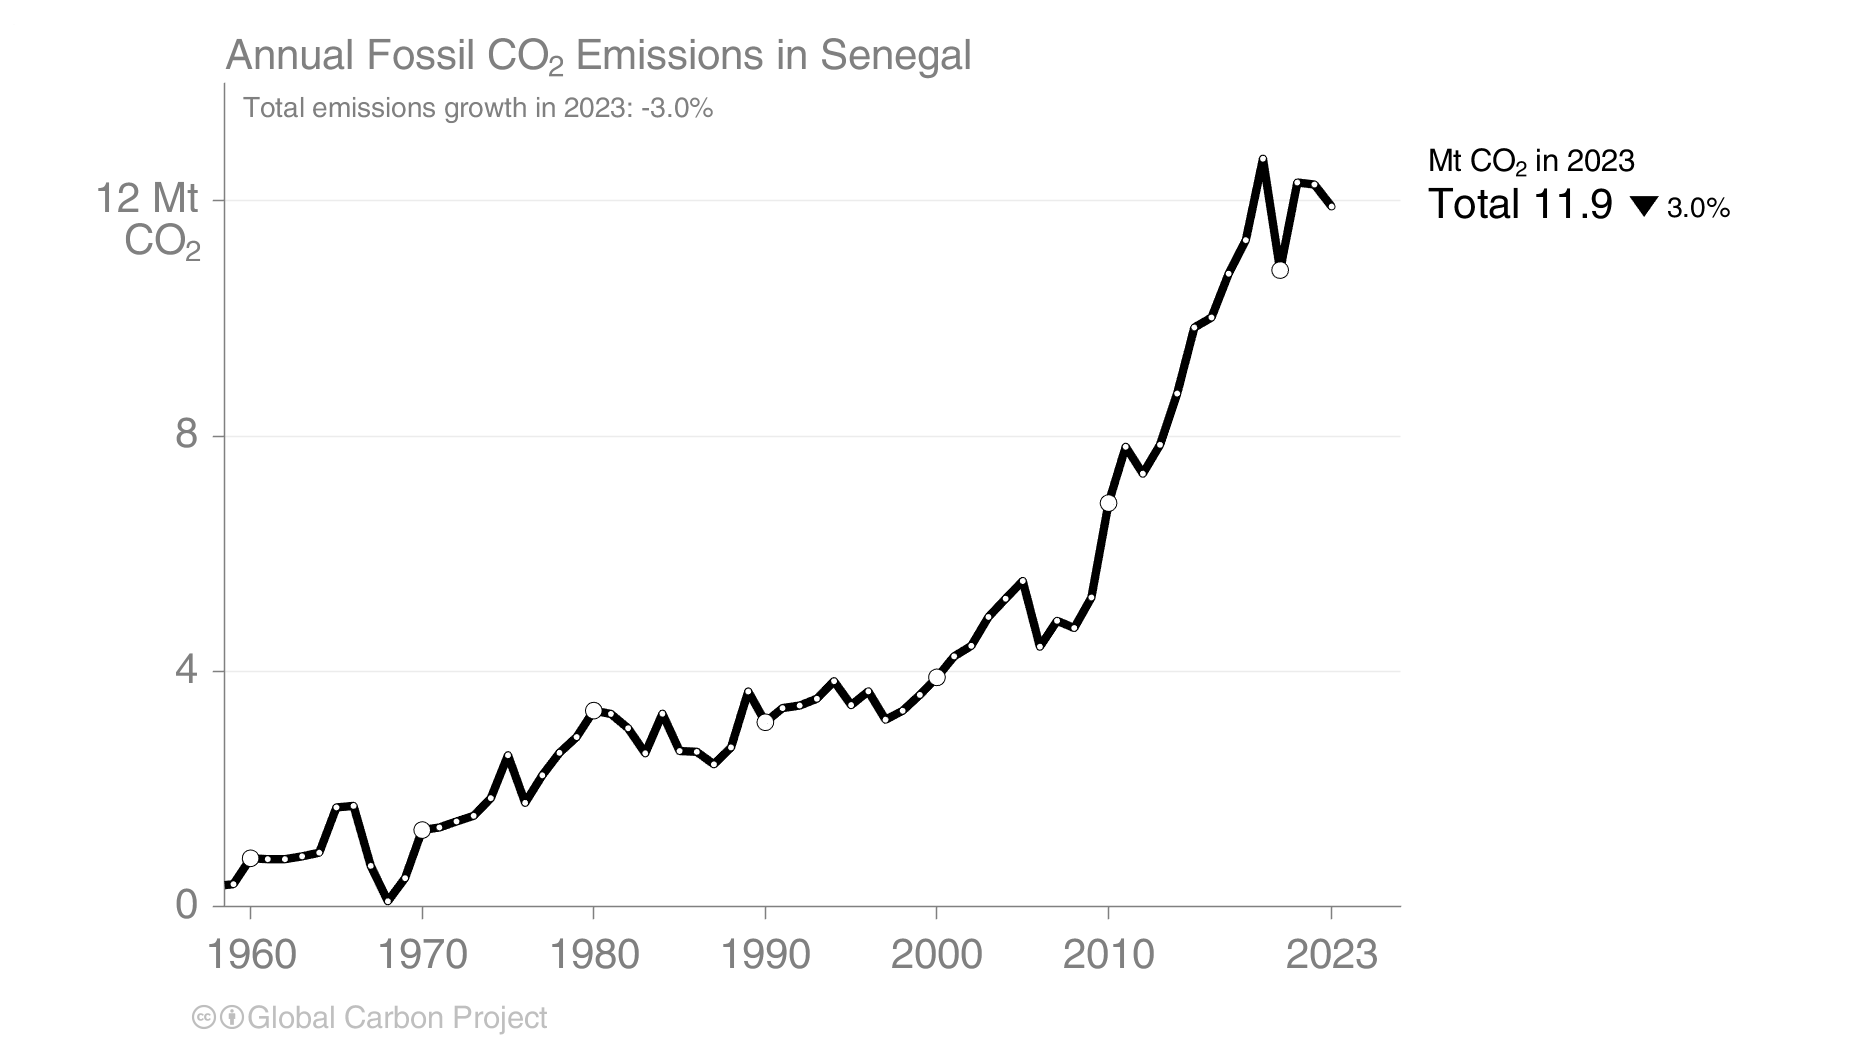 Annual Fossil CO₂ Emissions in Senegal
Total emissions growth in 2023: -3.0%
Mt CO₂ in 2023
Total 11.9 ▼ 3.0%
12 Mt
CO₂
8
4
0
1960 1970 1980 1990 2000 2010 2023
Global Carbon Project